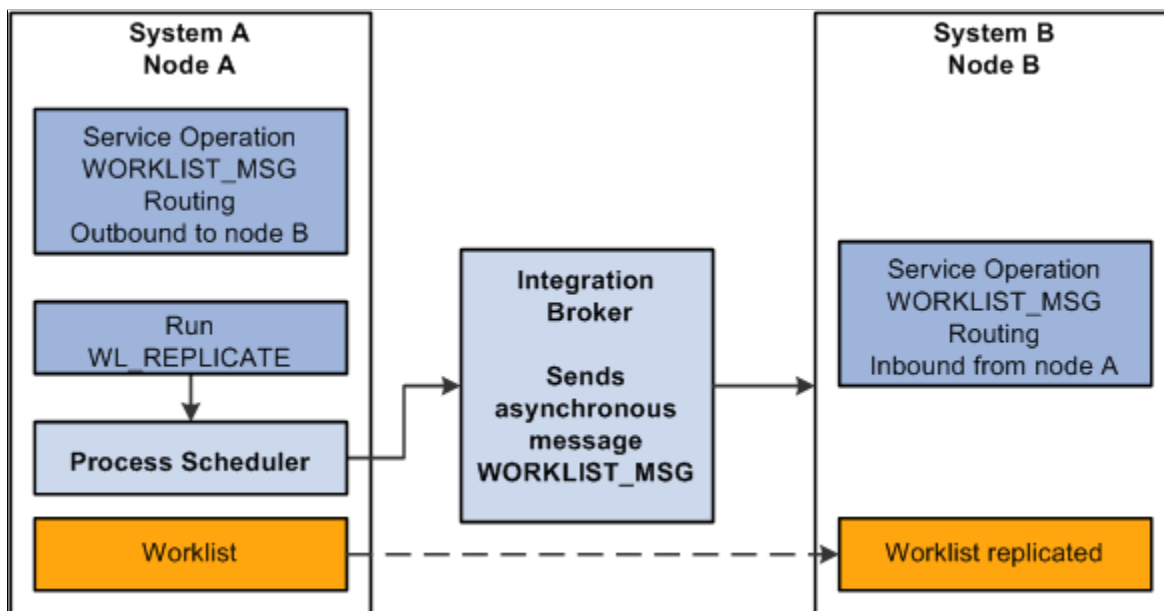 System A
Node A
Service Operation
WORKLIST_MSG
Routing
Outbound to node B
Run
WL_REPLICATE
Process Scheduler
Worklist
Integration
Broker
Sends
asynchronous
message
WORKLIST_MSG
System B
Node B
Service Operation
WORKLIST_MSG
Routing
Inbound from node A
Worklist replicated